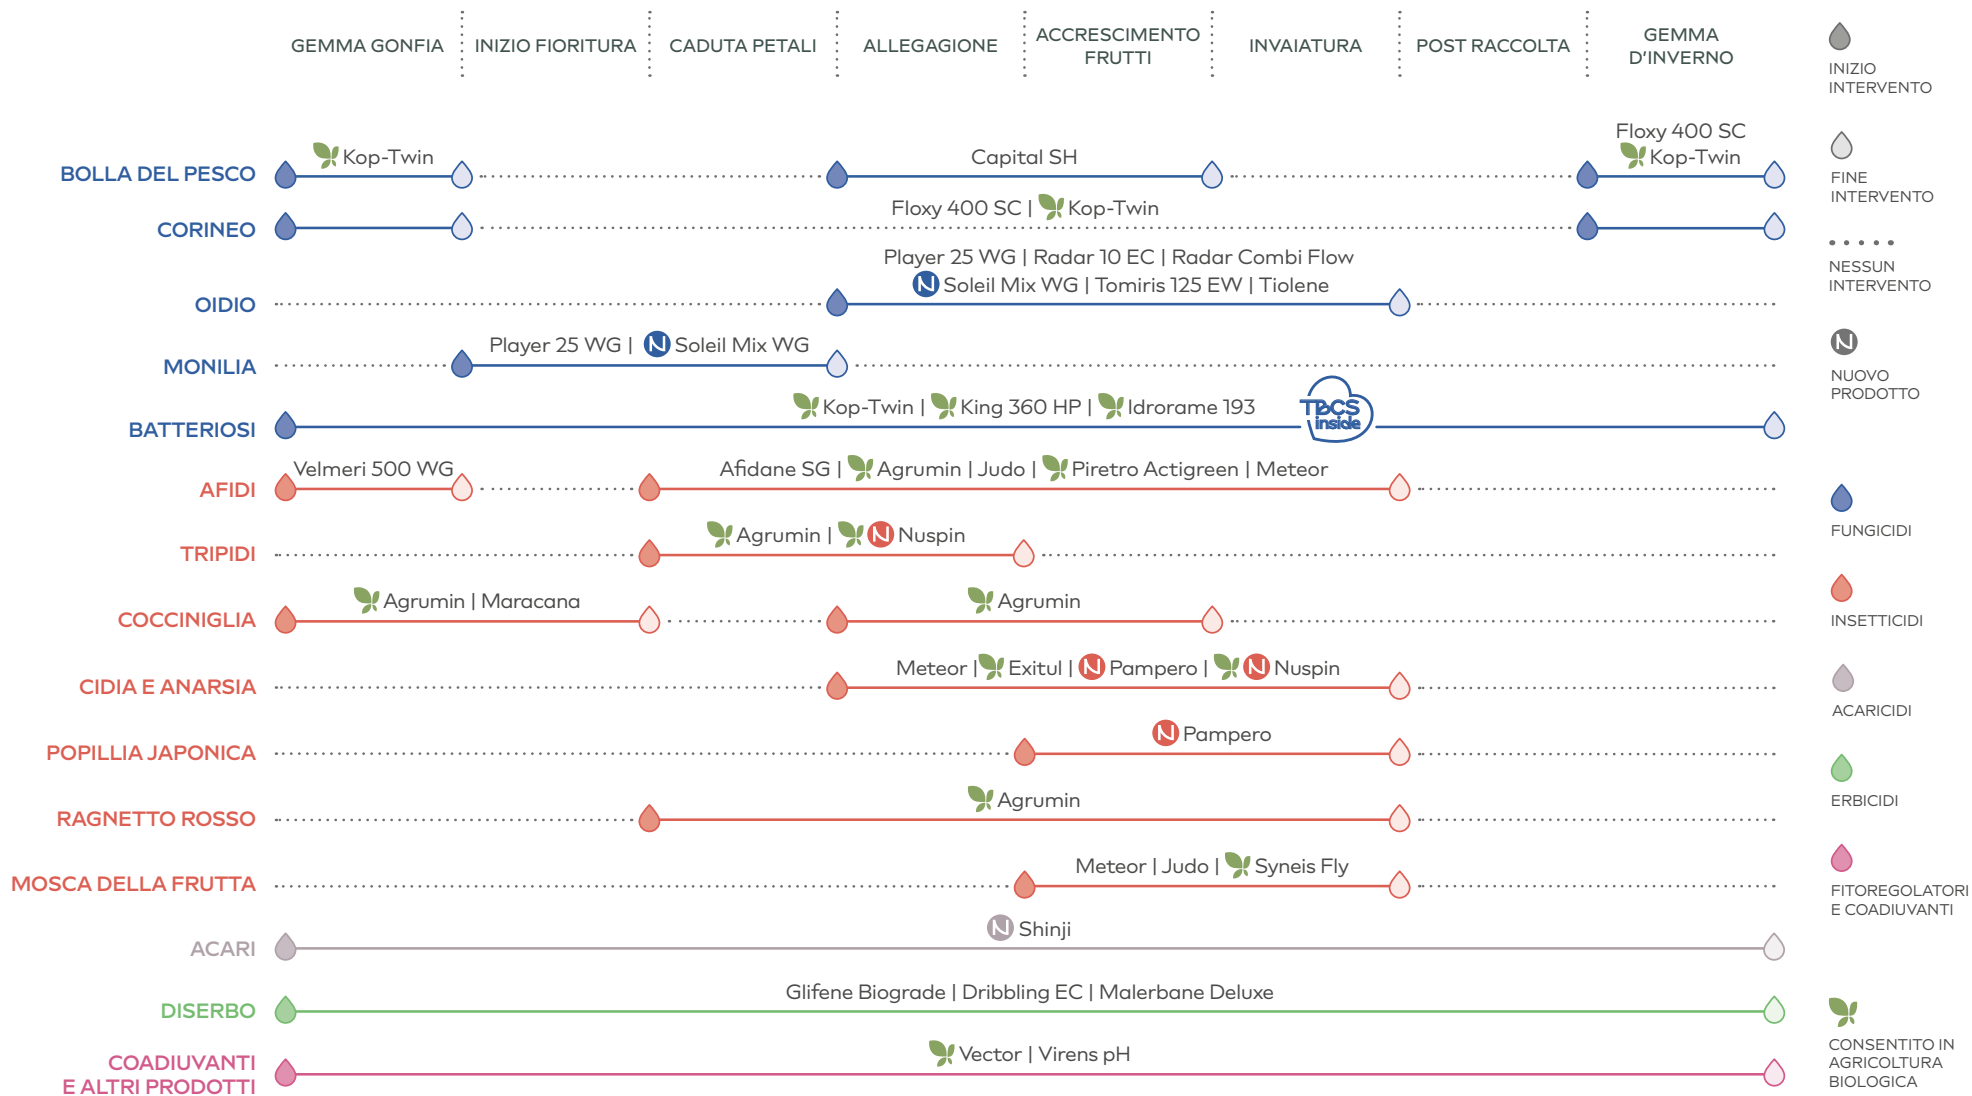 GEMMA GONFIA
INIZIO FIORITURA
CADUTA PETALI
ALLEGAGIONE
ACCRESCIMENTO
FRUTTI
INVAIATURA
POST RACCOLTA
GEMMA
D'INVERNO
BOLLA DEL PESCO
Kop-Twin
Capital SH
Floxy 400 SC
Kop-Twin
CORINEO
Floxy 400 SC | Kop-Twin
OIDIO
Player 25 WG | Radar 10 EC | Radar Combi Flow
N Soleil Mix WG | Tomiris 125 EW | Tiolene
MONILIA
Player 25 WG | N Soleil Mix WG
BATTERIOSI
Kop-Twin | King 360 HP | Idrorame 193
TBCS
inside
AFIDI
Velmeri 500 WG
Afidane SG | Agrumin | Judo | Piretro Actigreen | Meteor
TRIPIDI
Agrumin | N Nuspin
COCCINIGLIA
Agrumin | Maracana
Agrumin
CIDIA E ANARSIA
Meteor | Exitul | N Pampero | N Nuspin
POPILLIA JAPONICA
N Pampero
RAGNETTO ROSSO
Agrumin
MOSCA DELLA FRUTTA
Meteor | Judo | Syneis Fly
ACARI
N Shinji
DISERBO
Glifene Biograde | Dribbling EC | Malerbane Deluxe
COADIUVANTI
E ALTRI PRODOTTI
Vector | Virens pH
INIZIO
INTERVENTO
FINE
INTERVENTO
NESSUN
INTERVENTO
N
NUOVO
PRODOTTO
FUNGICIDI
INSETTICIDI
ACARICIDI
ERBICIDI
FITOREGOLATORI
E COADIUVANTI
CONSENTITO IN
AGRICOLTURA
BIOLOGICA